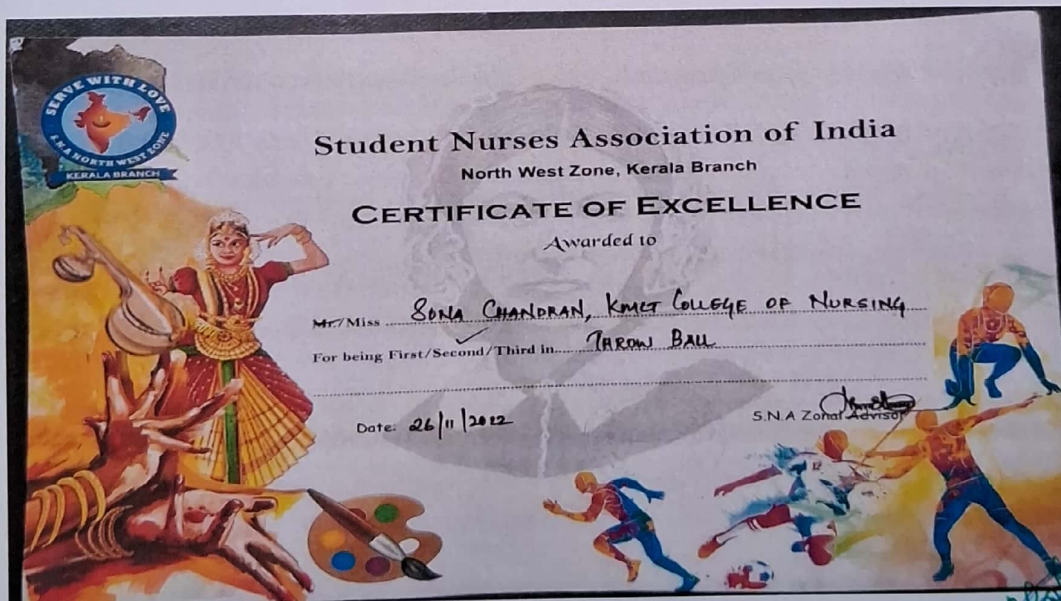 SERVE WITH LOVE
S.N.A NORTH WEST ZONE
KERALA BRANCH
Student Nurses Association of India
North West Zone, Kerala Branch
CERTIFICATE OF EXCELLENCE
Awarded to
Mr./Miss SONA CHANDRAN, KMCT COLLEGE OF NURSING
For being First/Second/Third in THROW BALL
Date: 26/11/2022
S.N.A Zonal Advisor